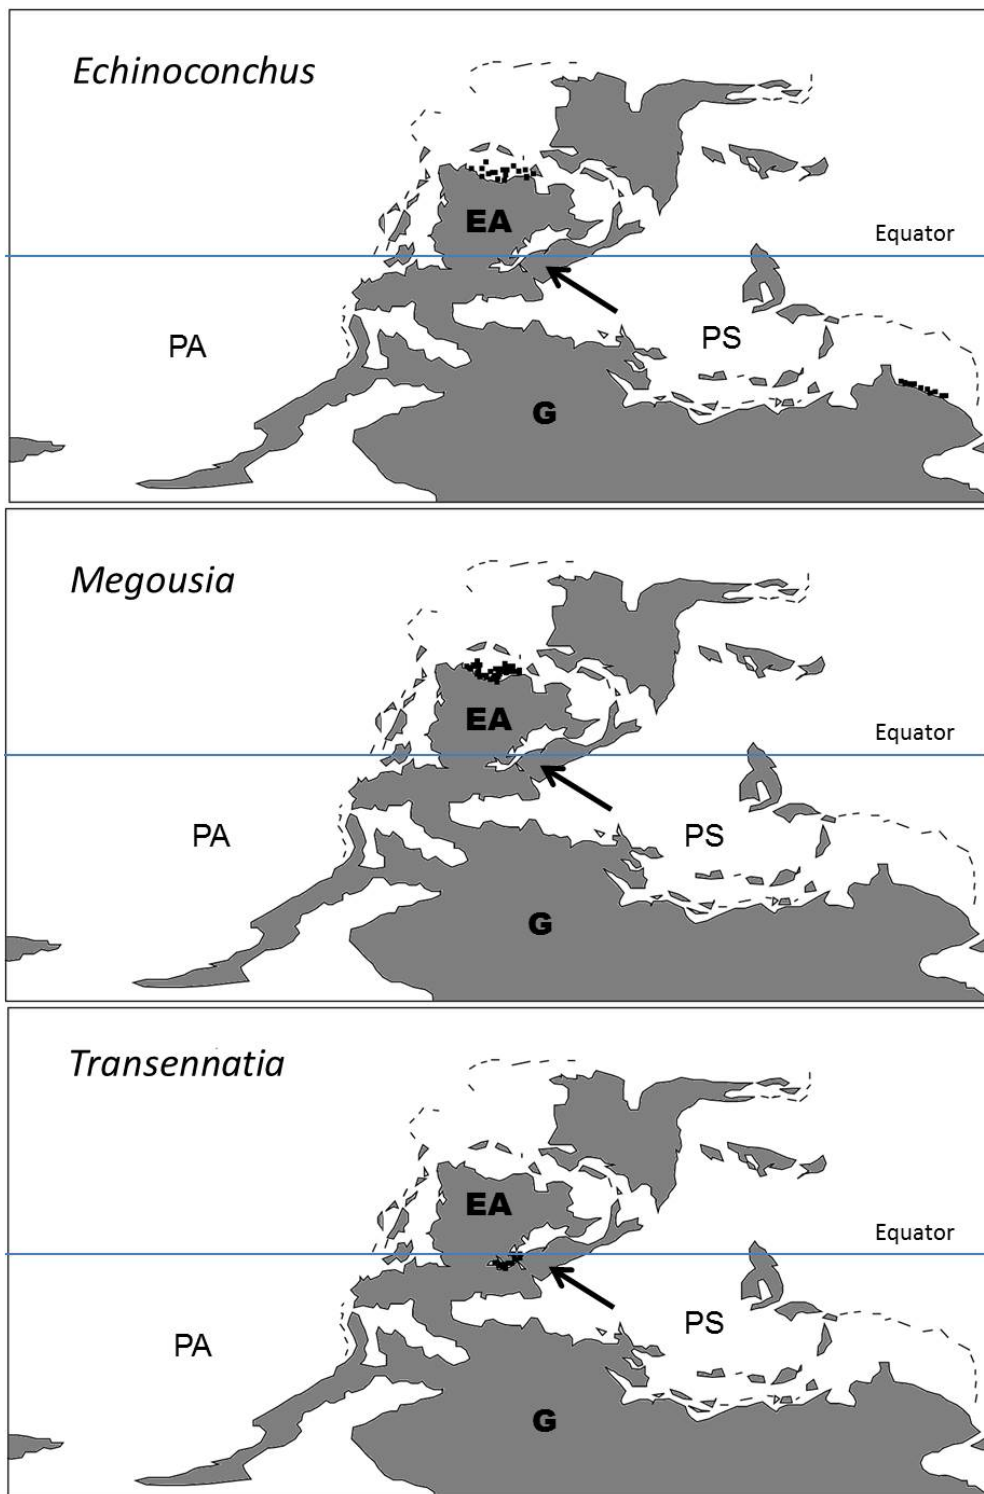 Echinoconchus
EA
Equator
PA
PS
G
Megousia
EA
Equator
PA
PS
G
Transennatia
EA
Equator
PA
PS
G